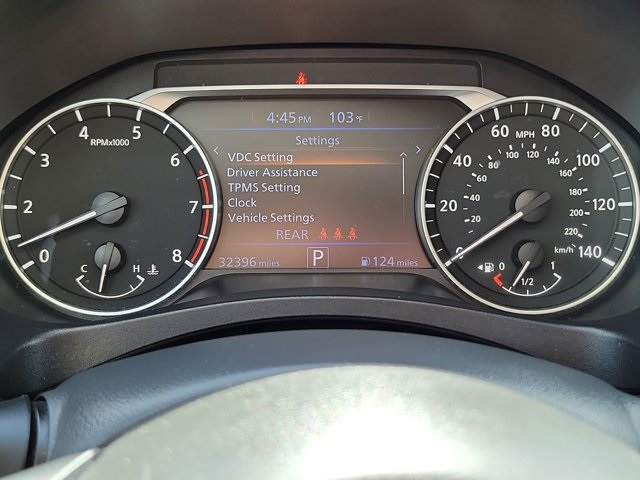 4:45 PM 103 °F
Settings
VDC Setting
Driver Assistance
TPMS Setting
Clock
Vehicle Settings
REAR
32396 miles P 124 miles
0 1 2 3 4 5 6 7 8
RPMx1000
C H
0 20 40 60 80 100 120 140
MPH
20 40 60 80 100 120 140 160 180 200 220
km/h
0 1/2 1